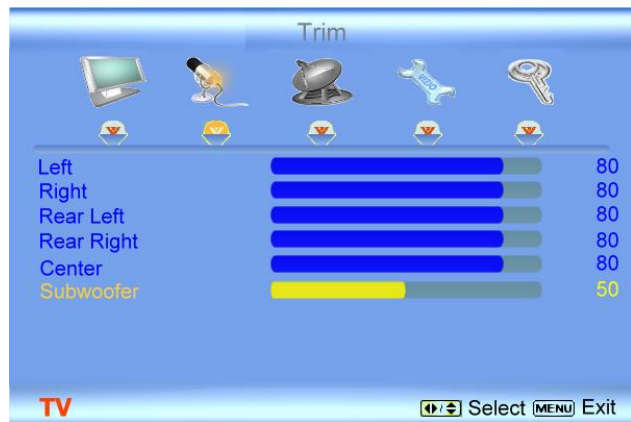 Trim
VIZIO
Left 80
Right 80
Rear Left 80
Rear Right 80
Center 80
Subwoofer 50
TV Select MENU Exit